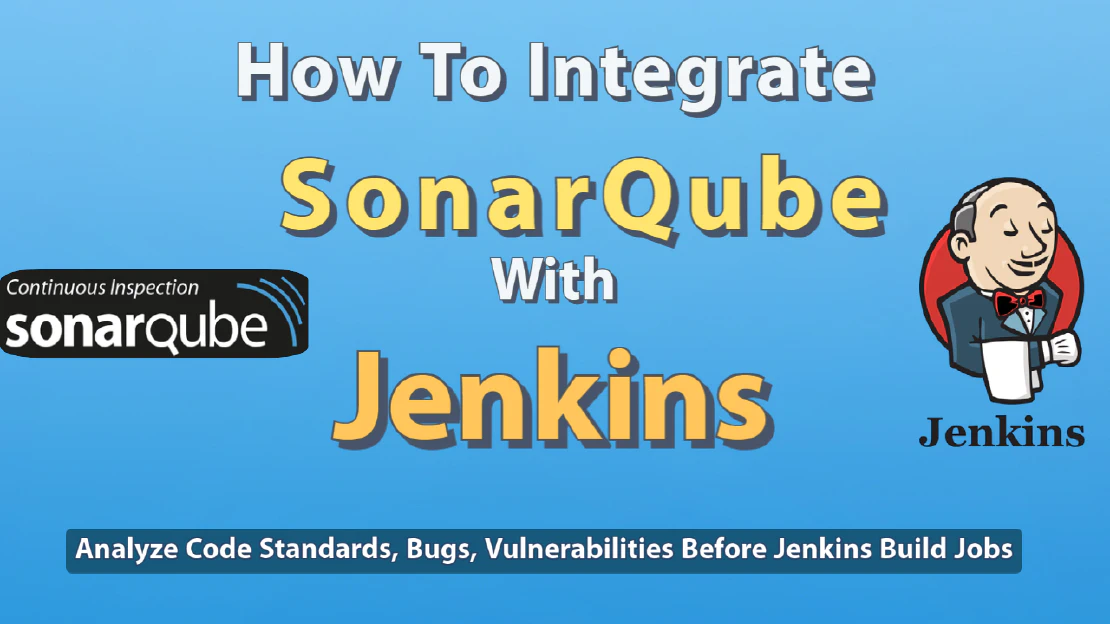 How To Integrate
SonarQube
With
Continuous Inspection
sonarqube
Jenkins
Jenkins
Analyze Code Standards, Bugs, Vulnerabilities Before Jenkins Build Jobs